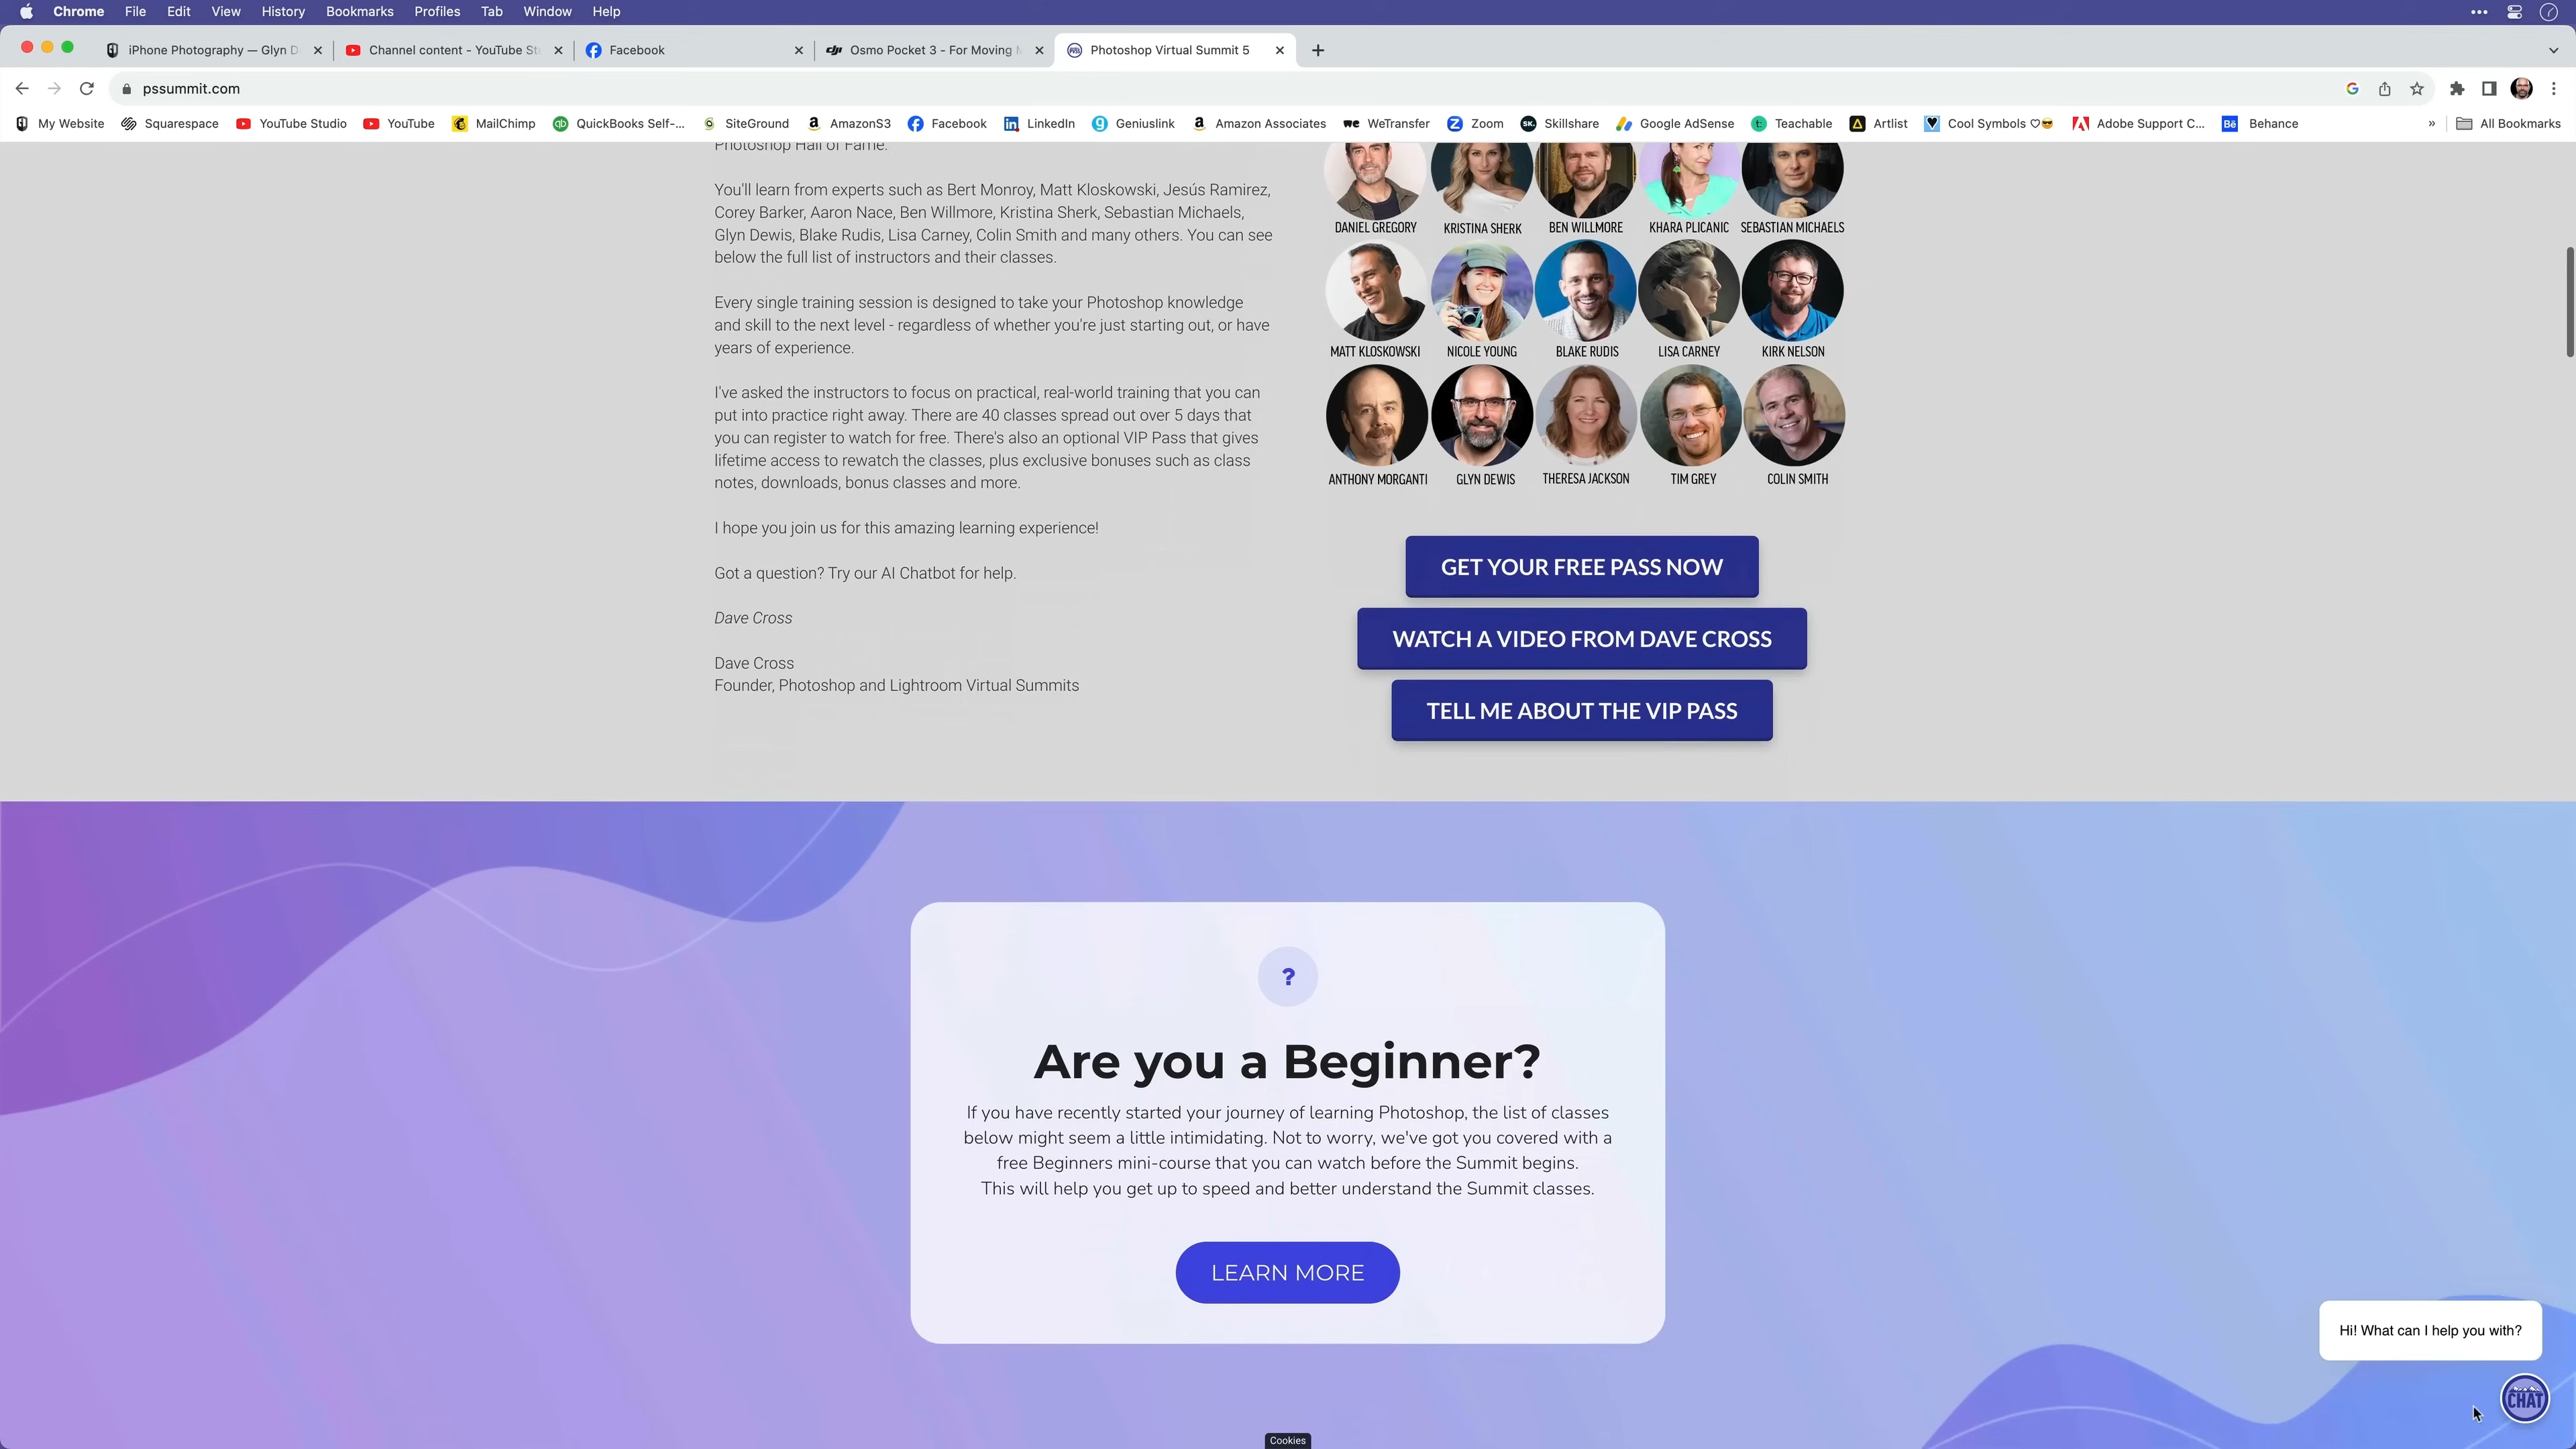 Chrome File Edit View History Bookmarks Profiles Tab Window Help
iPhone Photography — Glyn D
Channel content - YouTube St
Facebook
Osmo Pocket 3 - For Moving M
Photoshop Virtual Summit 5
pssummit.com
My Website Squarespace YouTube Studio YouTube MailChimp QuickBooks Self-... SiteGround AmazonS3 Facebook LinkedIn Geniuslink Amazon Associates WeTransfer Zoom Skillshare Google AdSense Teachable Artlist Cool Symbols ♡😎 Adobe Support C... Behance » All Bookmarks
Photoshop Hall of Fame.
You'll learn from experts such as Bert Monroy, Matt Kloskowski, Jesús Ramirez,
Corey Barker, Aaron Nace, Ben Willmore, Kristina Sherk, Sebastian Michaels,
Glyn Dewis, Blake Rudis, Lisa Carney, Colin Smith and many others. You can see
below the full list of instructors and their classes.
Every single training session is designed to take your Photoshop knowledge
and skill to the next level - regardless of whether you're just starting out, or have
years of experience.
I've asked the instructors to focus on practical, real-world training that you can
put into practice right away. There are 40 classes spread out over 5 days that
you can register to watch for free. There's also an optional VIP Pass that gives
lifetime access to rewatch the classes, plus exclusive bonuses such as class
notes, downloads, bonus classes and more.
I hope you join us for this amazing learning experience!
Got a question? Try our AI Chatbot for help.
Dave Cross
Dave Cross
Founder, Photoshop and Lightroom Virtual Summits
DANIEL GREGORY KRISTINA SHERK BEN WILLMORE KHARA PLICANIC SEBASTIAN MICHAELS
MATT KLOSKOWSKI NICOLE YOUNG BLAKE RUDIS LISA CARNEY KIRK NELSON
ANTHONY MORGANTI GLYN DEWIS THERESA JACKSON TIM GREY COLIN SMITH
GET YOUR FREE PASS NOW
WATCH A VIDEO FROM DAVE CROSS
TELL ME ABOUT THE VIP PASS
?
Are you a Beginner?
If you have recently started your journey of learning Photoshop, the list of classes
below might seem a little intimidating. Not to worry, we've got you covered with a
free Beginners mini-course that you can watch before the Summit begins.
This will help you get up to speed and better understand the Summit classes.
LEARN MORE
Hi! What can I help you with?
CHAT
Cookies